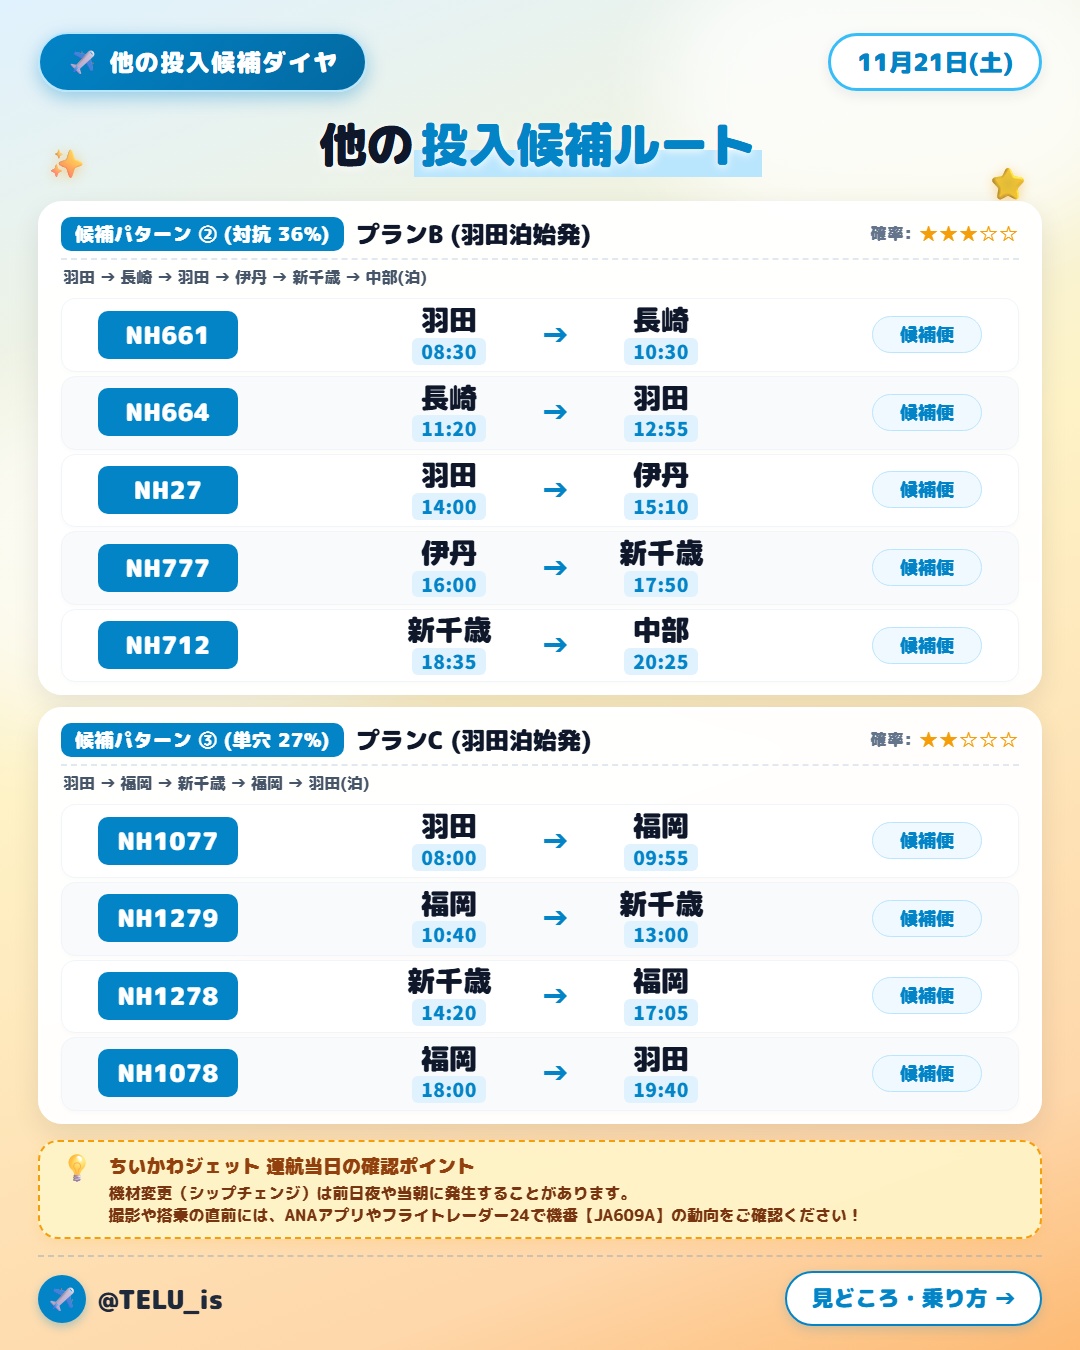 他の投入候補ダイヤ
11月21日(土)
他の投入候補ルート
候補パターン ② (対抗 36%) プランB (羽田泊始発) 確率: ★★★☆☆
羽田 → 長崎 → 羽田 → 伊丹 → 新千歳 → 中部(泊)
NH661 羽田 08:30 → 長崎 10:30 候補便
NH664 長崎 11:20 → 羽田 12:55 候補便
NH27 羽田 14:00 → 伊丹 15:10 候補便
NH777 伊丹 16:00 → 新千歳 17:50 候補便
NH712 新千歳 18:35 → 中部 20:25 候補便
候補パターン ③ (単穴 27%) プランC (羽田泊始発) 確率: ★★☆☆☆
羽田 → 福岡 → 新千歳 → 福岡 → 羽田(泊)
NH1077 羽田 08:00 → 福岡 09:55 候補便
NH1279 福岡 10:40 → 新千歳 13:00 候補便
NH1278 新千歳 14:20 → 福岡 17:05 候補便
NH1078 福岡 18:00 → 羽田 19:40 候補便
ちいかわジェット 運航当日の確認ポイント
機材変更（シップチェンジ）は前日夜や当朝に発生することがあります。
撮影や搭乗の直前には、ANAアプリやフライトレーダー24で機番【JA609A】の動向をご確認ください！
@TELU_is
見どころ・乗り方 →